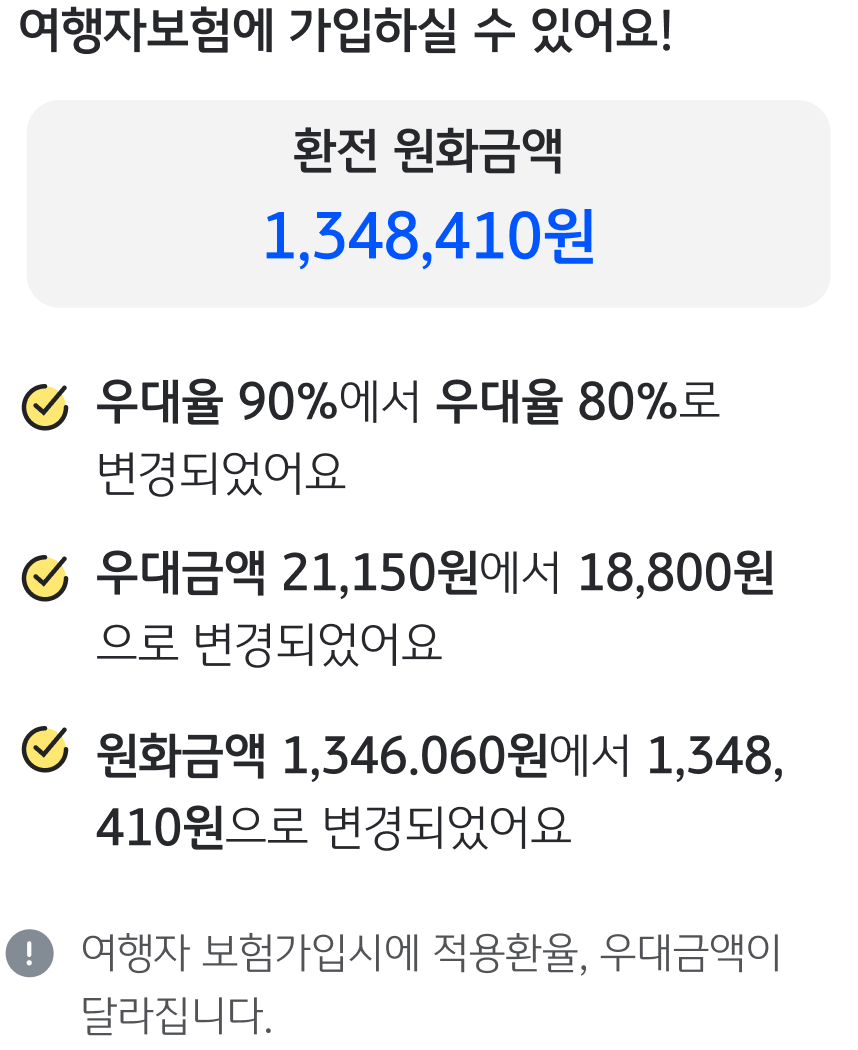 여행자보험에 가입하실 수 있어요!
환전 원화금액
1,348,410원
우대율 90%에서 우대율 80%로
변경되었어요
우대금액 21,150원에서 18,800원
으로 변경되었어요
원화금액 1,346.060원에서 1,348,
410원으로 변경되었어요
여행자 보험가입시에 적용환율, 우대금액이
달라집니다.